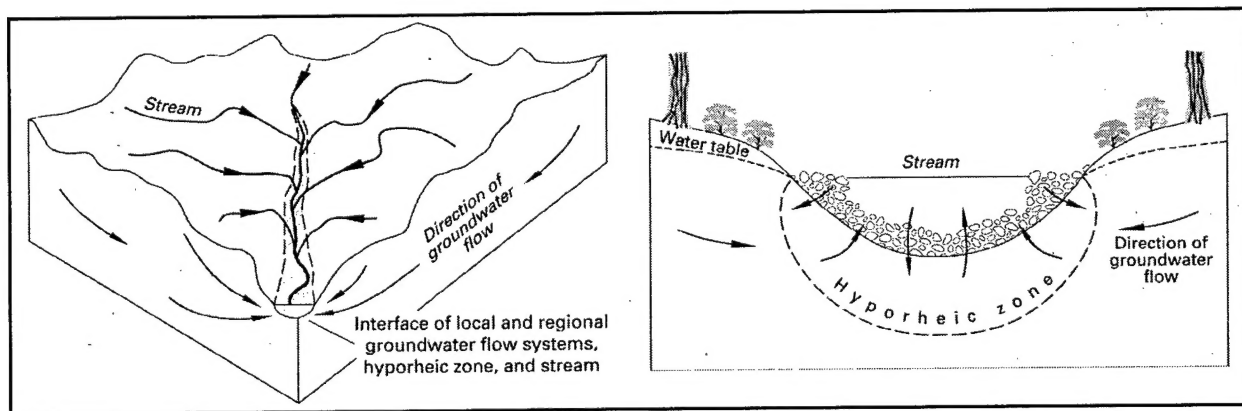 Stream
Direction of
groundwater
flow
Interface of local and regional
groundwater flow systems,
hyporheic zone, and stream
Water table
Stream
Direction of
groundwater
flow
Hyporheic zone